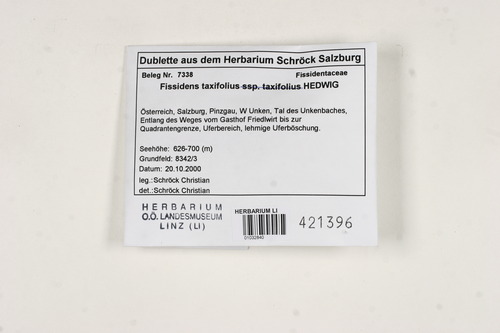 Dublette aus dem Herbarium Schröck Salzburg
Beleg Nr. 7338 Fissidentaceae
Fissidens taxifolius ssp. taxifolius HEDWIG
Österreich, Salzburg, Pinzgau, W Unken, Tal des Unkenbaches,
Entlang des Weges vom Gasthof Friedlwirt bis zur
Quadrantengrenze, Uferbereich, lehmige Uferböschung.
Seehöhe: 626-700 (m)
Grundfeld: 8342/3
Datum: 20.10.2000
leg.:Schröck Christian
det.:Schröck Christian
HERBARIUM
O.Ö. LANDESMUSEUM
LINZ (LI)
HERBARIUM LI
01032840
421396